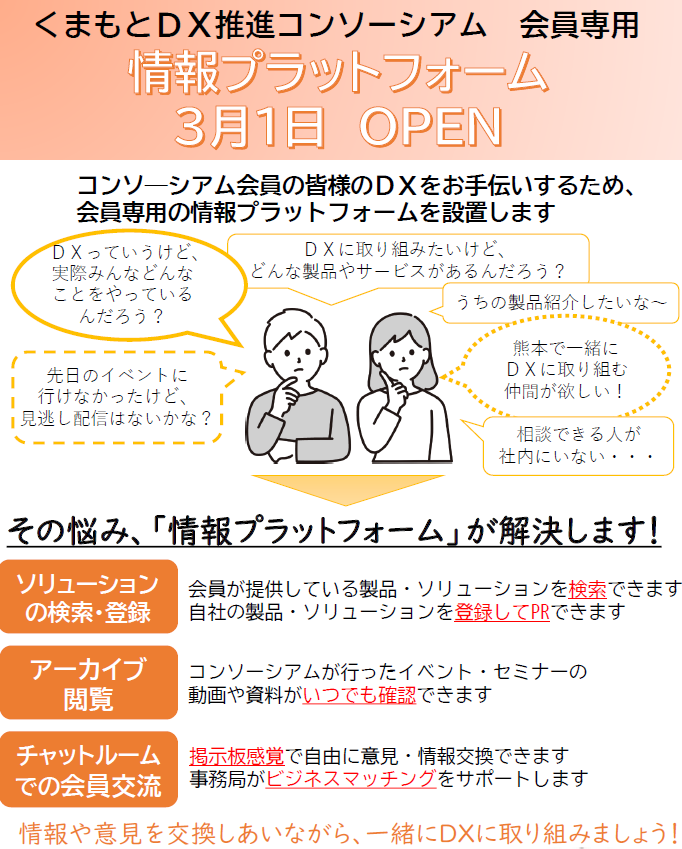 くまもとＤＸ推進コンソーシアム　会員専用
情報プラットフォーム
３月１日　OPEN
コンソ―シアム会員の皆様のＤＸをお手伝いするため、
会員専用の情報プラットフォームを設置します
ＤＸっていうけど、
実際みんなどんな
ことをやっている
んだろう？
ＤＸに取り組みたいけど、
どんな製品やサービスがあるんだろう？
うちの製品紹介したいな～
先日のイベントに
行けなかったけど、
見逃し配信はないかな？
熊本で一緒に
ＤＸに取り組む
仲間が欲しい！
相談できる人が
社内にいない・・・
その悩み、「情報プラットフォーム」が解決します！
ソリューション
の検索・登録
会員が提供している製品・ソリューションを検索できます
自社の製品・ソリューションを登録してPRできます
アーカイブ
閲覧
コンソーシアムが行ったイベント・セミナーの
動画や資料がいつでも確認できます
チャットルーム
での会員交流
掲示板感覚で自由に意見・情報交換できます
事務局がビジネスマッチングをサポートします
情報や意見を交換しあいながら、一緒にDXに取り組みましょう！